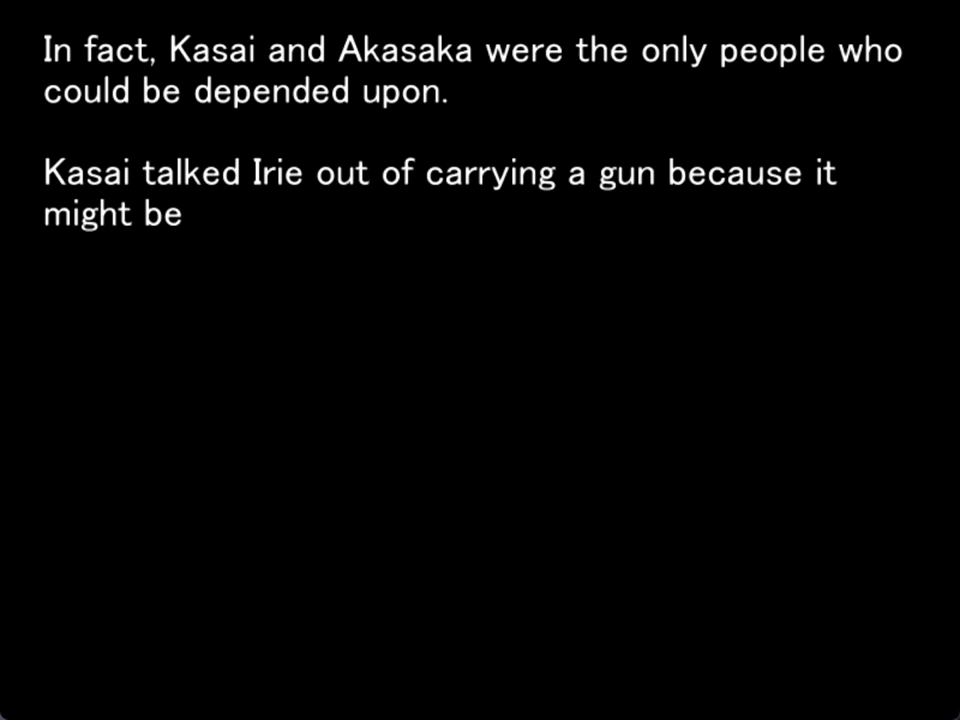 In fact, Kasai and Akasaka were the only people who
could be depended upon.
Kasai talked Irie out of carrying a gun because it
might be